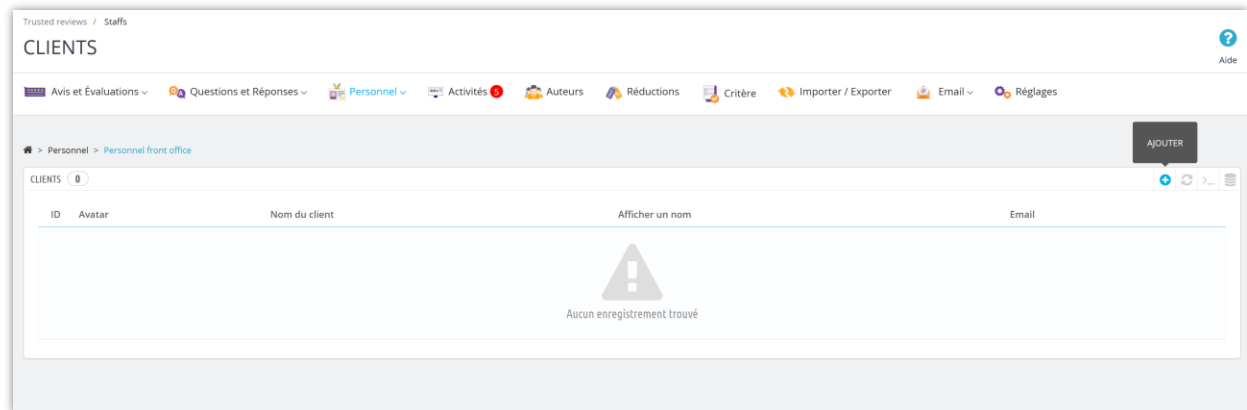 Trusted reviews / Staffs
CLIENTS
Aide
Avis et Évaluations Questions et Réponses Personnel Activités 5 Auteurs Réductions Critère Importer / Exporter Email Réglages
AJOUTER
> Personnel > Personnel front office
CLIENTS 0
ID Avatar Nom du client Afficher un nom Email
Aucun enregistrement trouvé